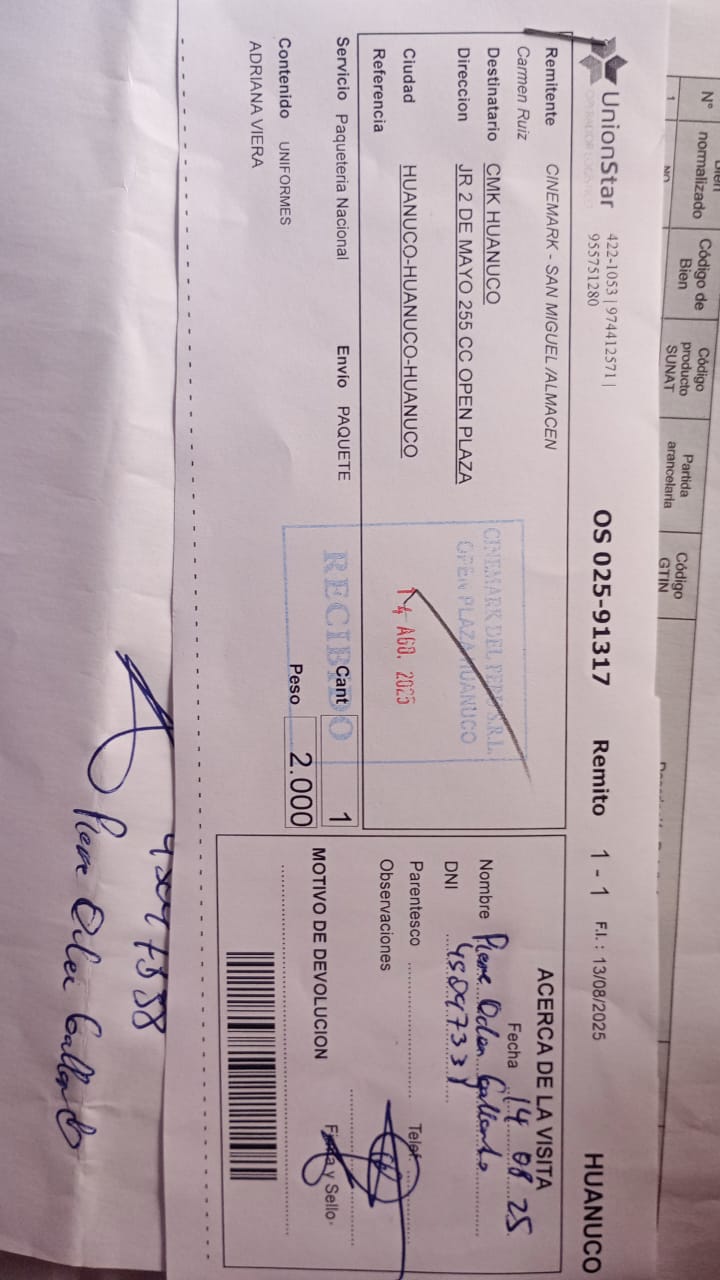 Bien
N° normalizado
Código de Bien
Código producto SUNAT
Partida arancelaria
Código GTIN
1
NO
UnionStar
422-1053 | 974412571 |
955751280
OS 025-91317 Remito 1 - 1 F.I. : 13/08/2025 HUANUCO
Remitente CINEMARK - SAN MIGUEL /ALMACEN
Carmen Ruiz
Destinatario CMK HUANUCO
Direccion JR 2 DE MAYO 255 CC OPEN PLAZA
Ciudad HUANUCO-HUANUCO-HUANUCO
Referencia
Servicio Paqueteria Nacional Envio PAQUETE
Cant 1
Contenido UNIFORMES
Peso 2.000
ADRIANA VIERA
CINEMARK DEL PERU S.R.L.
OPEN PLAZA HUANUCO
14 AGO. 2025
RECIBIDO
ACERCA DE LA VISITA
Fecha 14 08 25
Nombre
DNI
Parentesco
Telef.
Observaciones
Firma y Sello
MOTIVO DE DEVOLUCION